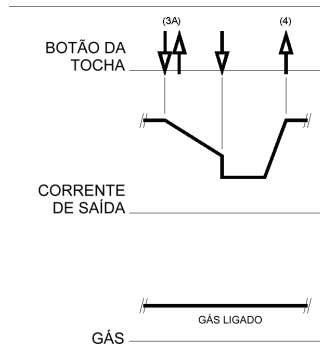 (3A)
(4)
BOTÃO DA
TOCHA
CORRENTE
DE SAÍDA
GÁS LIGADO
GÁS